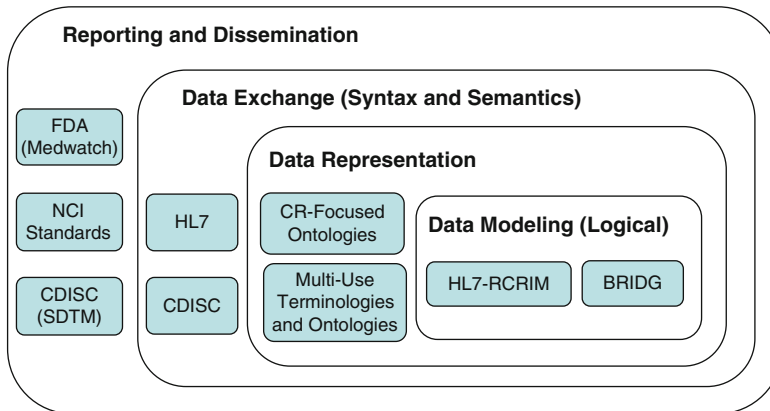 Reporting and Dissemination
Data Exchange (Syntax and Semantics)
FDA
(Medwatch)
Data Representation
NCI
Standards
HL7
CR-Focused
Ontologies
Data Modeling (Logical)
CDISC
(SDTM)
CDISC
Multi-Use
Terminologies
and Ontologies
HL7-RCRIM
BRIDG